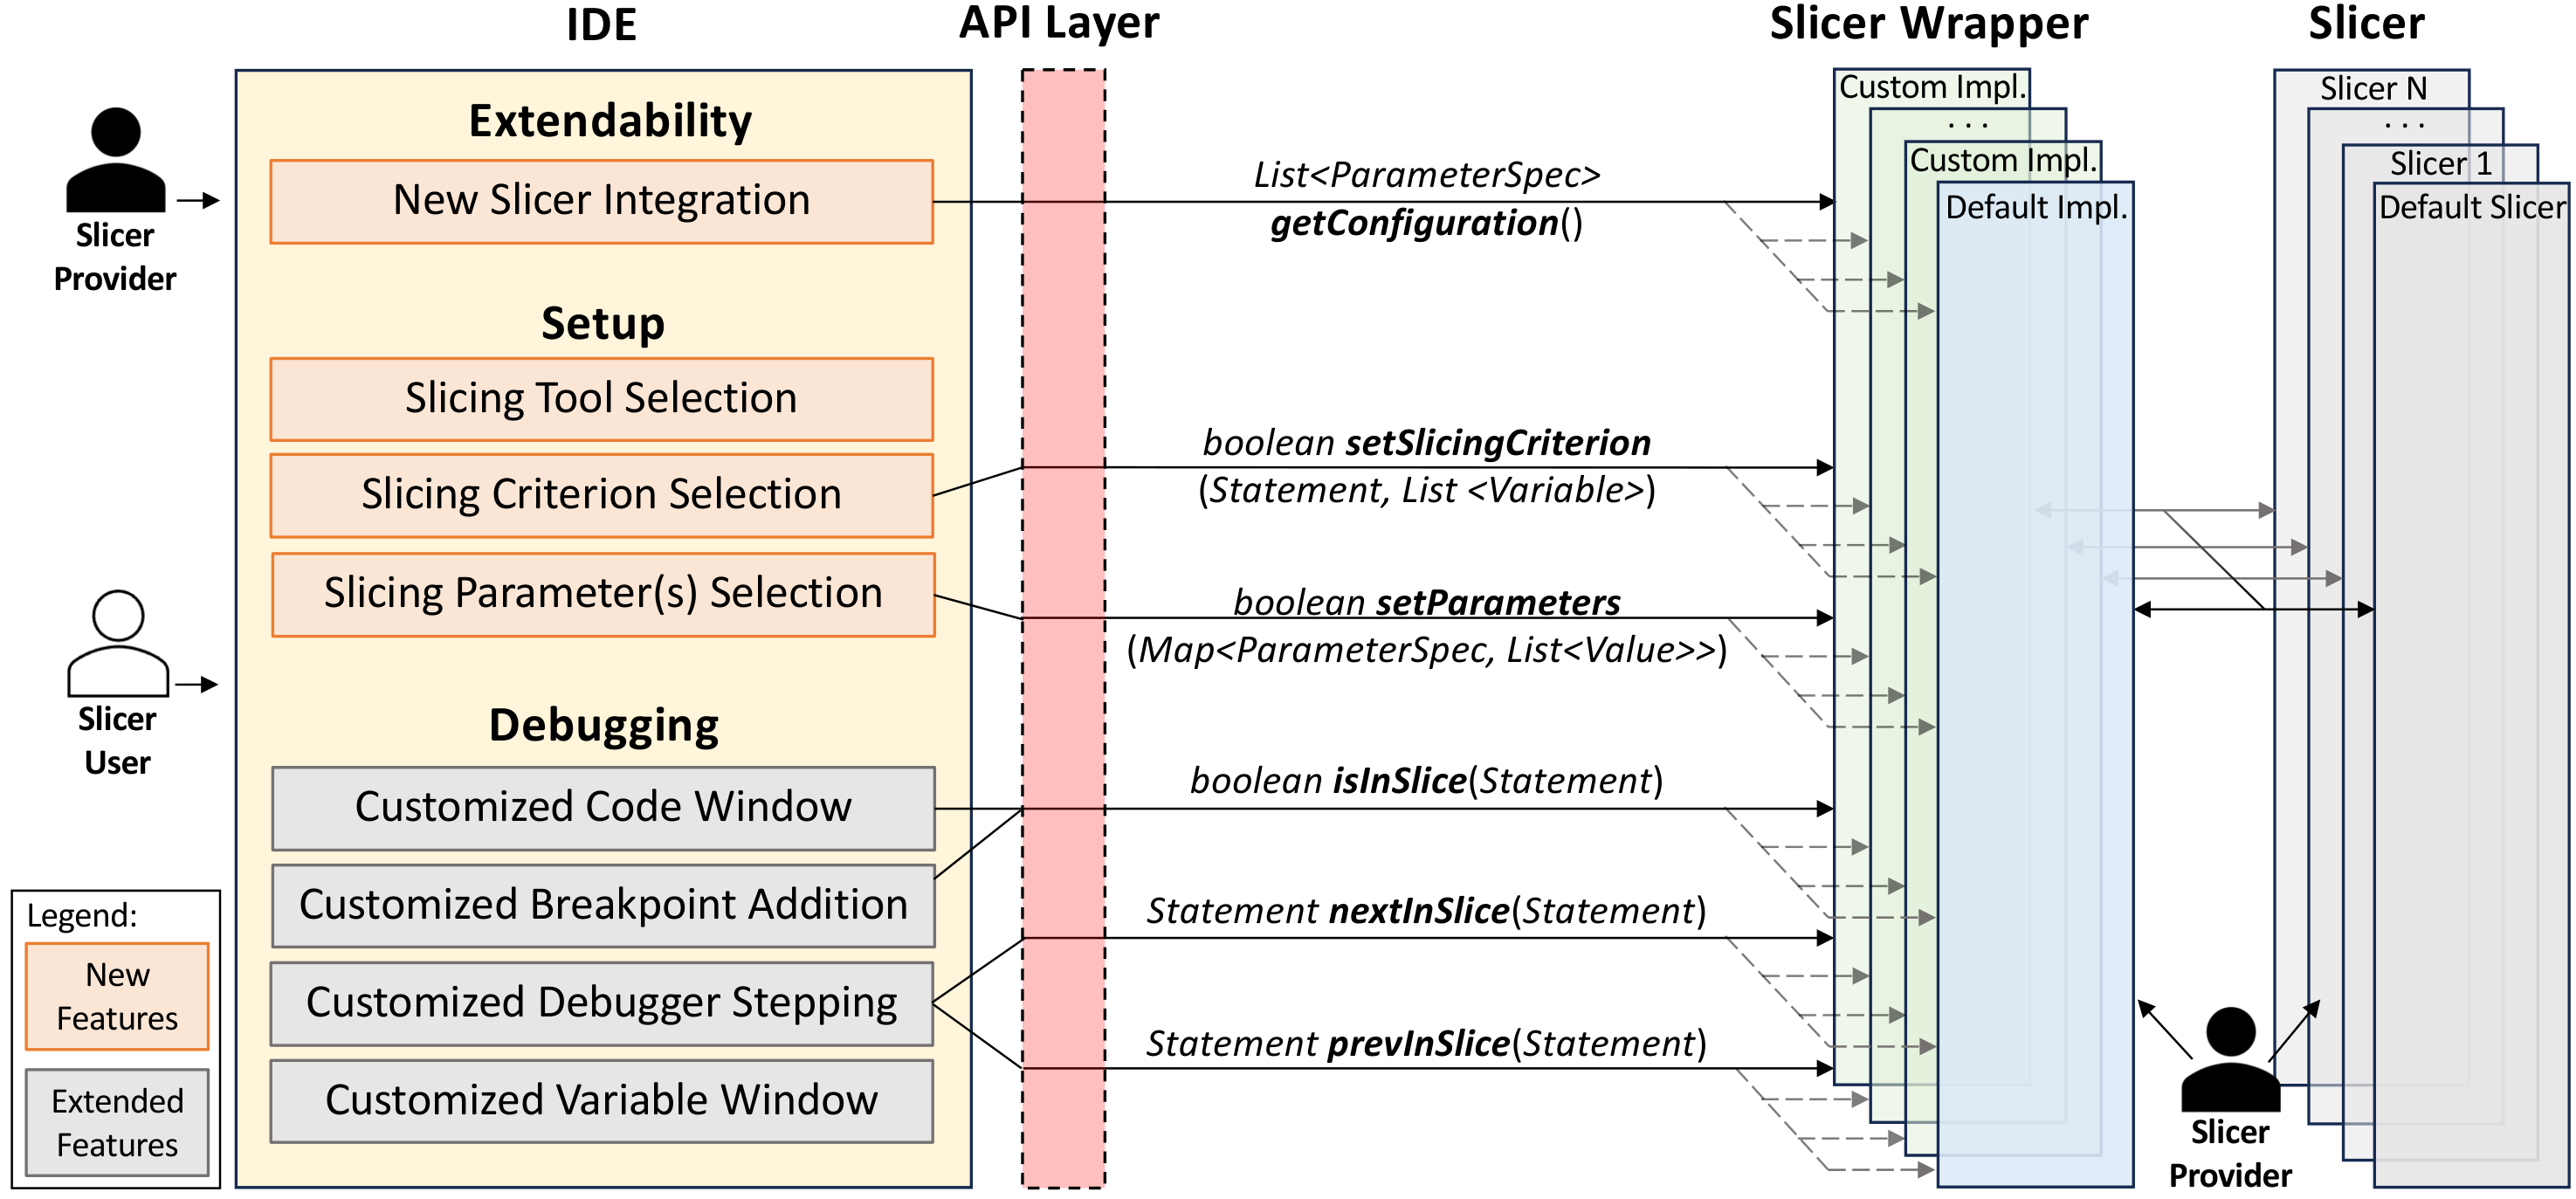 IDE
API Layer
Slicer Wrapper
Slicer
Slicer
Provider
Slicer
User
Legend:
New
Features
Extended
Features
Extendability
New Slicer Integration
Setup
Slicing Tool Selection
Slicing Criterion Selection
Slicing Parameter(s) Selection
Debugging
Customized Code Window
Customized Breakpoint Addition
Customized Debugger Stepping
Customized Variable Window
List<ParameterSpec>
getConfiguration()
boolean setSlicingCriterion
(Statement, List <Variable>)
boolean setParameters
(Map<ParameterSpec, List<Value>>)
boolean isInSlice(Statement)
Statement nextInSlice(Statement)
Statement prevInSlice(Statement)
Custom Impl.
. . .
Custom Impl.
Default Impl.
Slicer N
. . .
Slicer 1
Default Slicer
Slicer
Provider